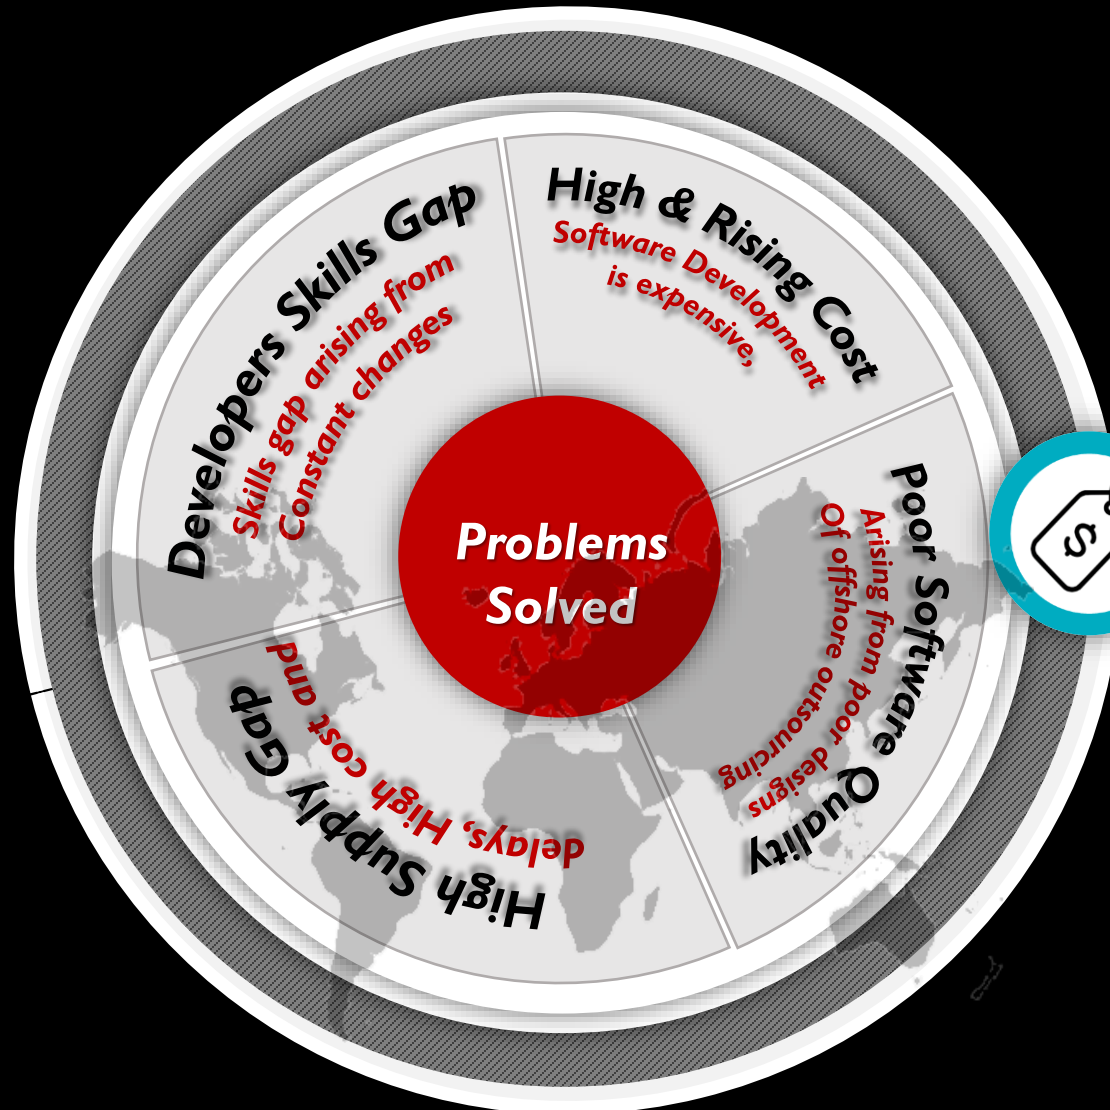 High & Rising Cost
Software Development
is expensive,
Poor Software Quality
Arising from poor designs
Of offshore outsourcing
High Supply Gap
delays, High cost and
Developers Skills Gap
Skills gap arising from
Constant changes
Problems
Solved
$